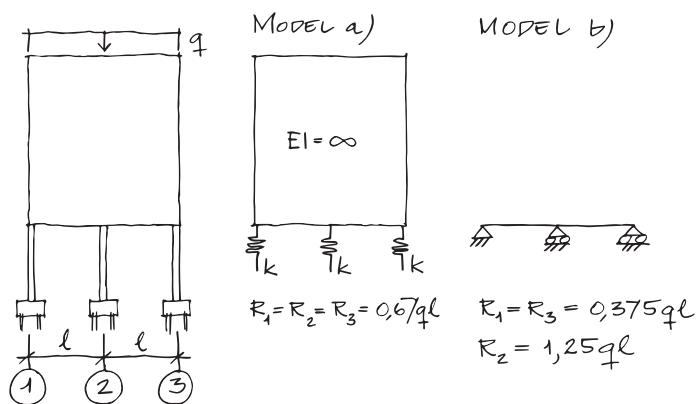 q
l
l
1
2
3
MODEL a)
EI = ∞
k
k
k
R₁ = R₂ = R₃ = 0,67ql
MODEL b)
R₁ = R₃ = 0,375ql
R₂ = 1,25ql